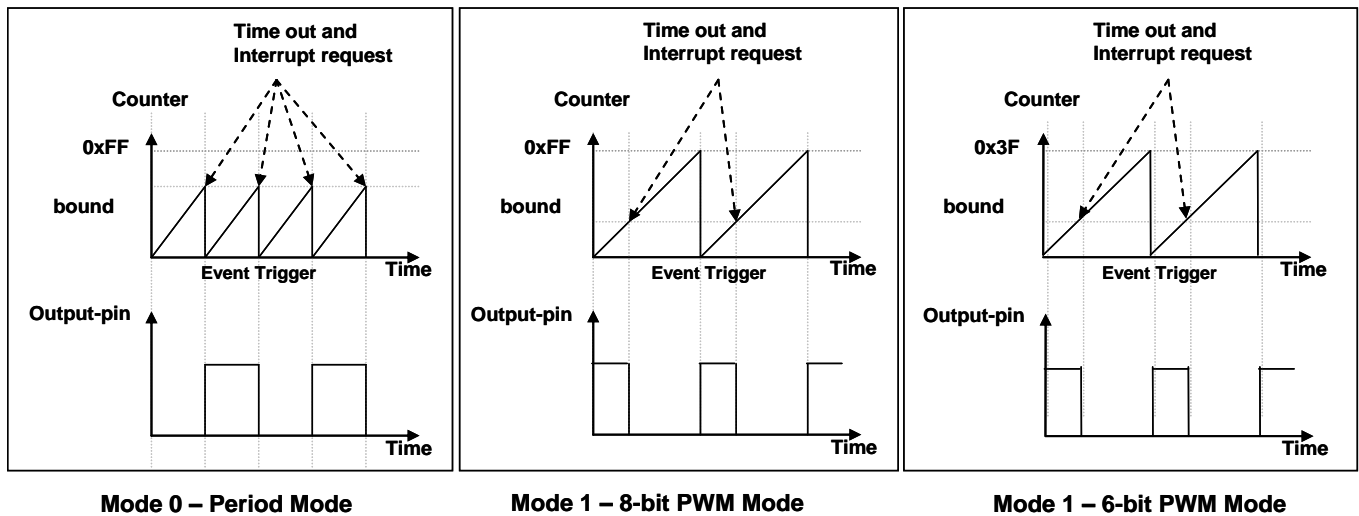 Time out and
Interrupt request
Counter
0xFF
bound
Time
Event Trigger
Output-pin
Time
Mode 0 – Period Mode
Time out and
Interrupt request
Counter
0xFF
bound
Time
Event Trigger
Output-pin
Time
Mode 1 – 8-bit PWM Mode
Time out and
Interrupt request
Counter
0x3F
bound
Time
Event Trigger
Output-pin
Time
Mode 1 – 6-bit PWM Mode